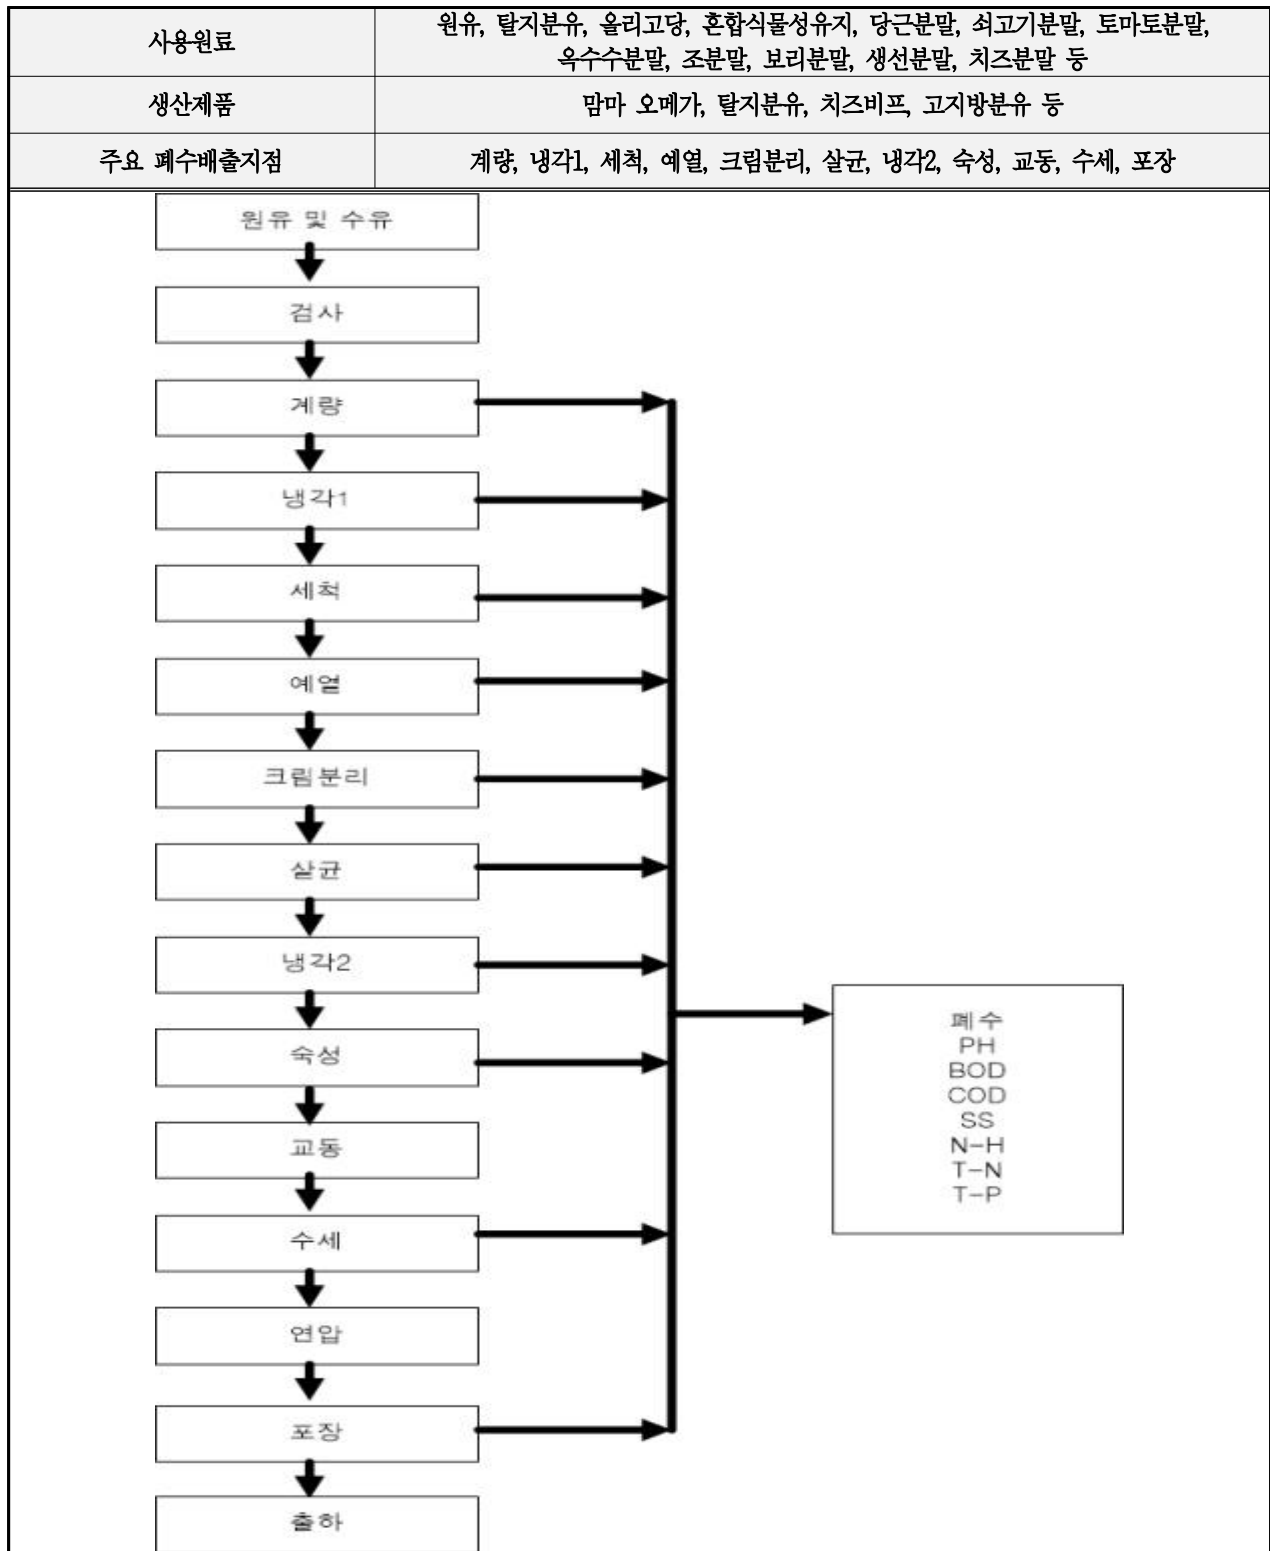 사용원료
원유, 탈지분유, 올리고당, 혼합식물성유지, 당근분말, 쇠고기분말, 토마토분말,
옥수수분말, 조분말, 보리분말, 생선분말, 치즈분말 등
생산제품
맘마 오메가, 탈지분유, 치즈비프, 고지방분유 등
주요 폐수배출지점
계량, 냉각1, 세척, 예열, 크림분리, 살균, 냉각2, 숙성, 교동, 수세, 포장
원유 및 수유
검사
계량
냉각1
세척
예열
크림분리
살균
냉각2
숙성
교동
수세
연압
포장
출하
폐수
PH
BOD
COD
SS
N-H
T-N
T-P